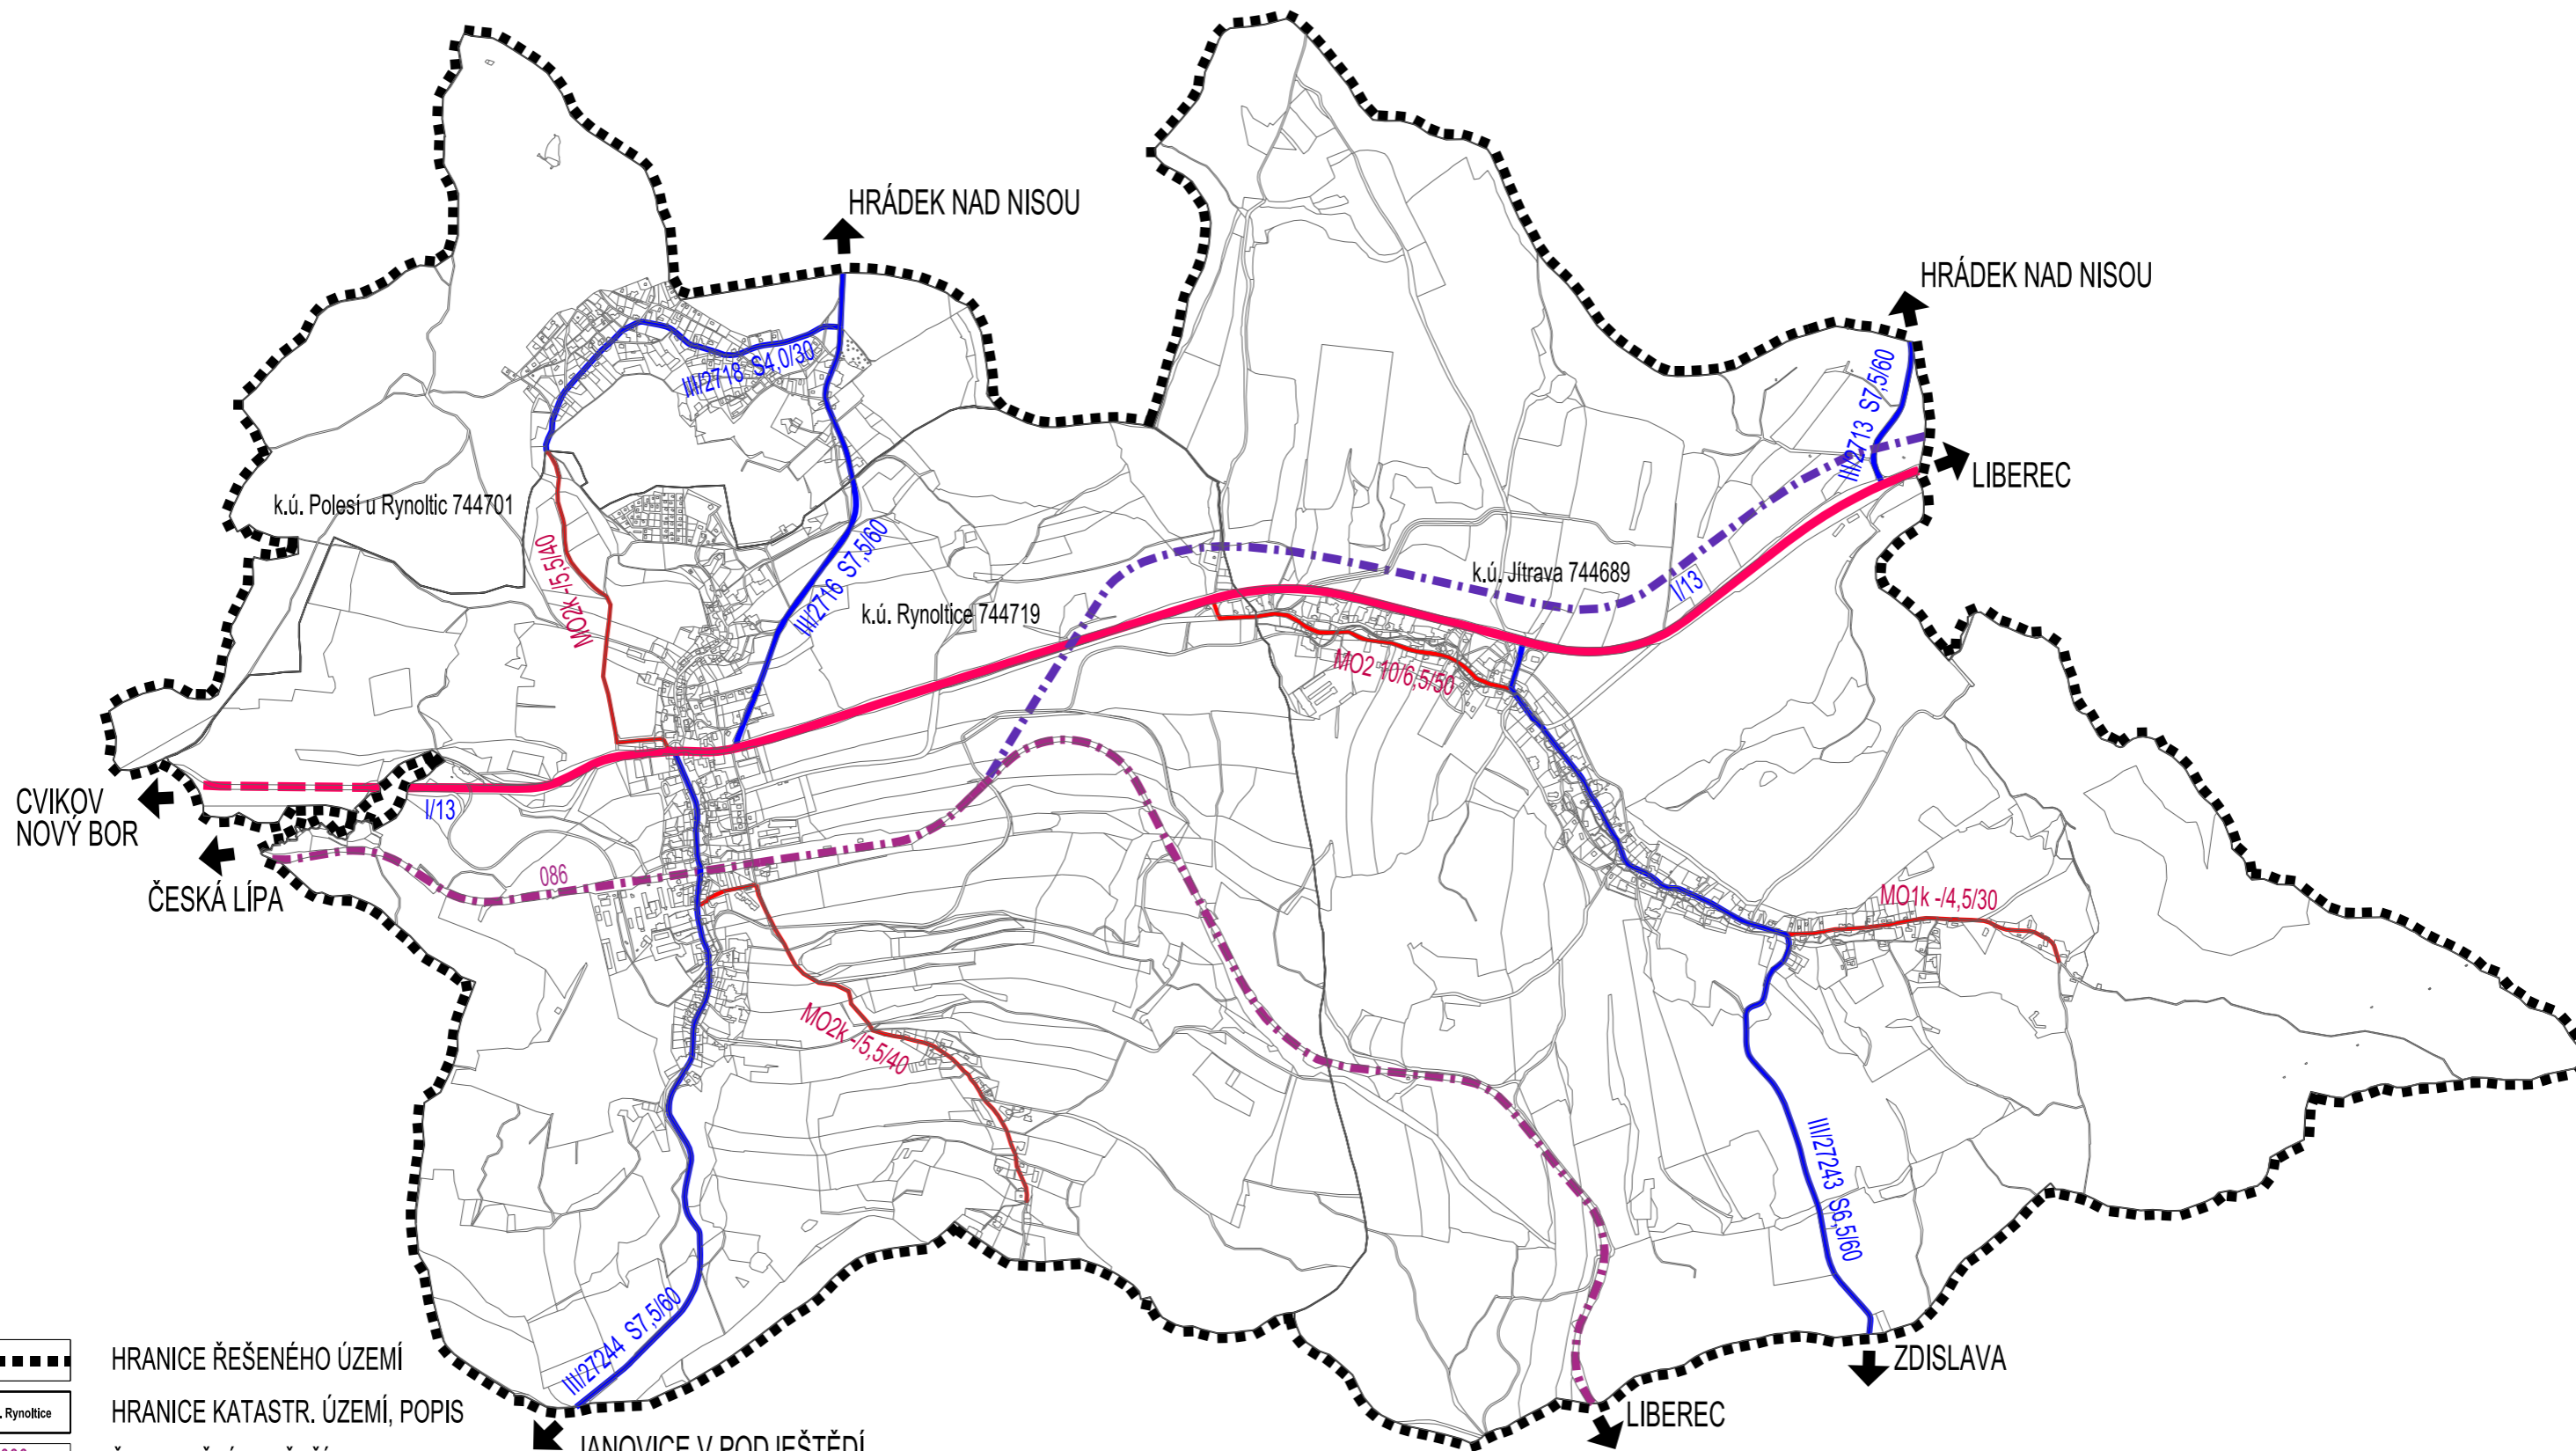 HRÁDEK NAD NISOU
HRÁDEK NAD NISOU
III/2718 S4,0/30
III/2713 S7,5/60
LIBEREC
k.ú. Polesí u Rynoltic 744701
MO2k -/5,5/40
III/2716 S7,5/60
k.ú. Rynoltice 744719
k.ú. Jítrava 744689
I/13
MO2 10/6,5/50
CVIKOV
NOVÝ BOR
I/13
ČESKÁ LÍPA
086
MO1k -/4,5/30
MO2k -/5,5/40
III/27243 S6,5/60
III/27244 S7,5/60
ZDISLAVA
LIBEREC
JANOVICE V PODJEŠTĚDÍ
HRANICE ŘEŠENÉHO ÚZEMÍ
Rynoltice
HRANICE KATASTR. ÚZEMÍ, POPIS